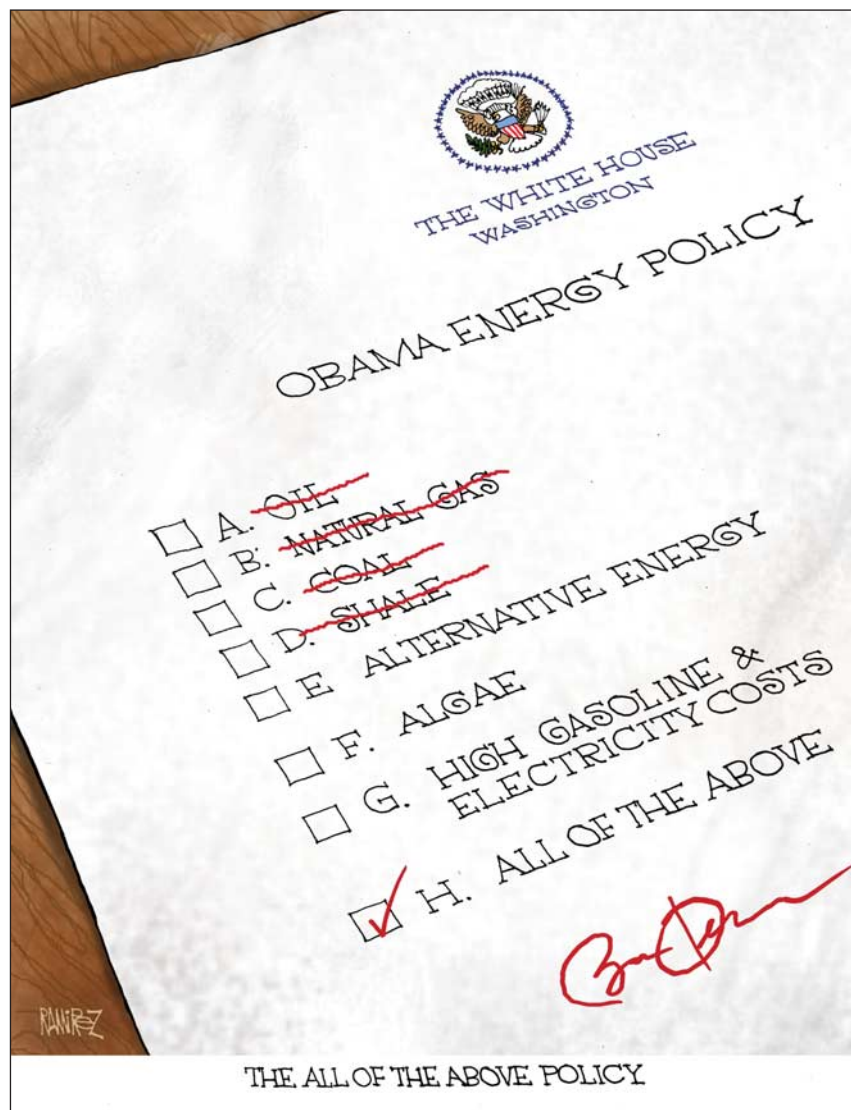 THE WHITE HOUSE
WASHINGTON
OBAMA ENERGY POLICY
A. OIL
B. NATURAL GAS
C. COAL
D. SHALE
E ALTERNATIVE ENERGY
F. ALGAE
G. HIGH GASOLINE &
ELECTRICITY COSTS
H. ALL OF THE ABOVE
RAMIREZ
THE ALL OF THE ABOVE POLICY